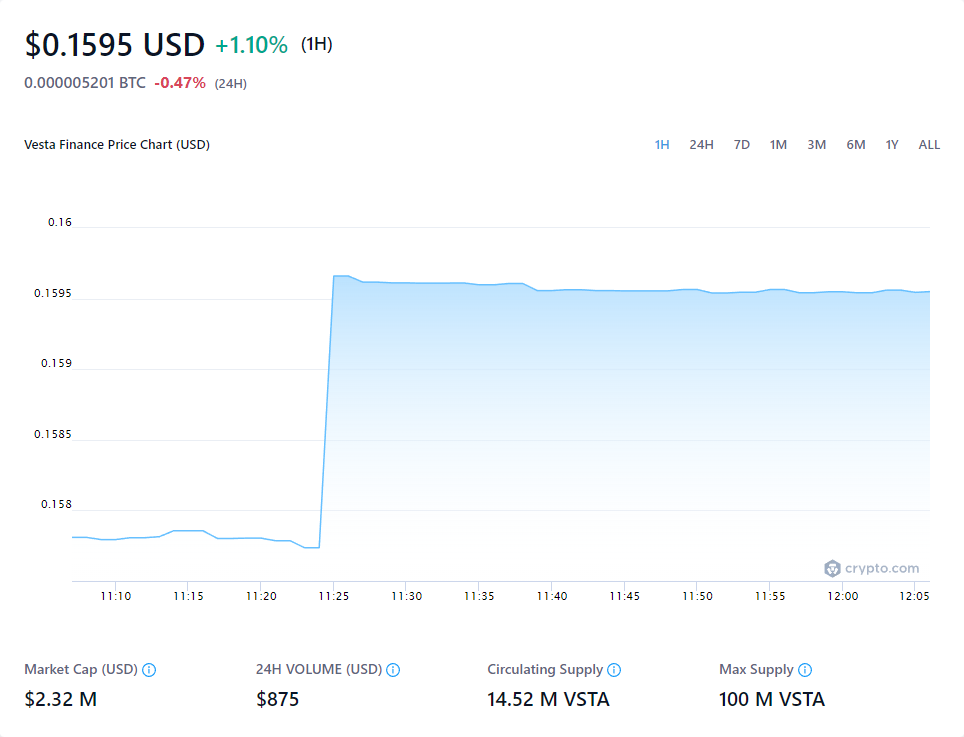 $0.1595 USD +1.10% (1H)
0.000005201 BTC -0.47% (24H)
Vesta Finance Price Chart (USD) 1H 24H 7D 1M 3M 6M 1Y ALL
0.16
0.1595
0.159
0.1585
0.158
crypto.com
11:10 11:15 11:20 11:25 11:30 11:35 11:40 11:45 11:50 11:55 12:00 12:05
Market Cap (USD) 24H VOLUME (USD) Circulating Supply Max Supply
$2.32 M $875 14.52 M VSTA 100 M VSTA